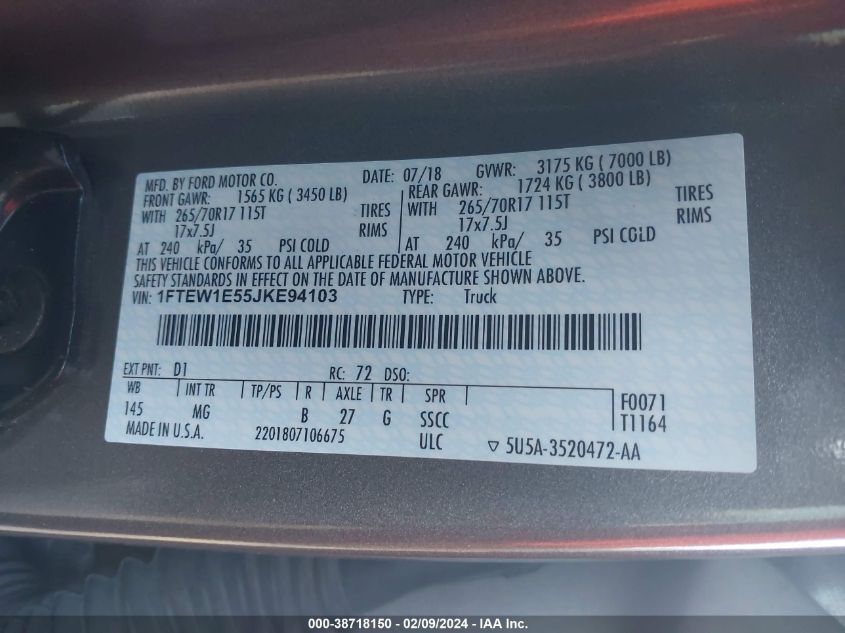 MFD. BY FORD MOTOR CO. DATE: 07/18 GVWR: 3175 KG ( 7000 LB)
FRONT GAWR: 1565 KG ( 3450 LB) REAR GAWR: 1724 KG ( 3800 LB)
WITH 265/70R17 115T TIRES WITH 265/70R17 115T TIRES
17x7.5J RIMS 17x7.5J RIMS
AT 240 kPa/ 35 PSI COLD AT 240 kPa/ 35 PSI COLD
THIS VEHICLE CONFORMS TO ALL APPLICABLE FEDERAL MOTOR VEHICLE
SAFETY STANDARDS IN EFFECT ON THE DATE OF MANUFACTURE SHOWN ABOVE.
VIN: 1FTEW1E55JKE94103 TYPE: Truck
EXT PNT: D1 RC: 72 DSO:
WB INT TR TP/PS R AXLE TR SPR F0071
145 MG B 27 G SSCC T1164
MADE IN U.S.A. 2201807106675 ULC ▽ 5U5A-3520472-AA
000-38718150 - 02/09/2024 - IAA, Inc.